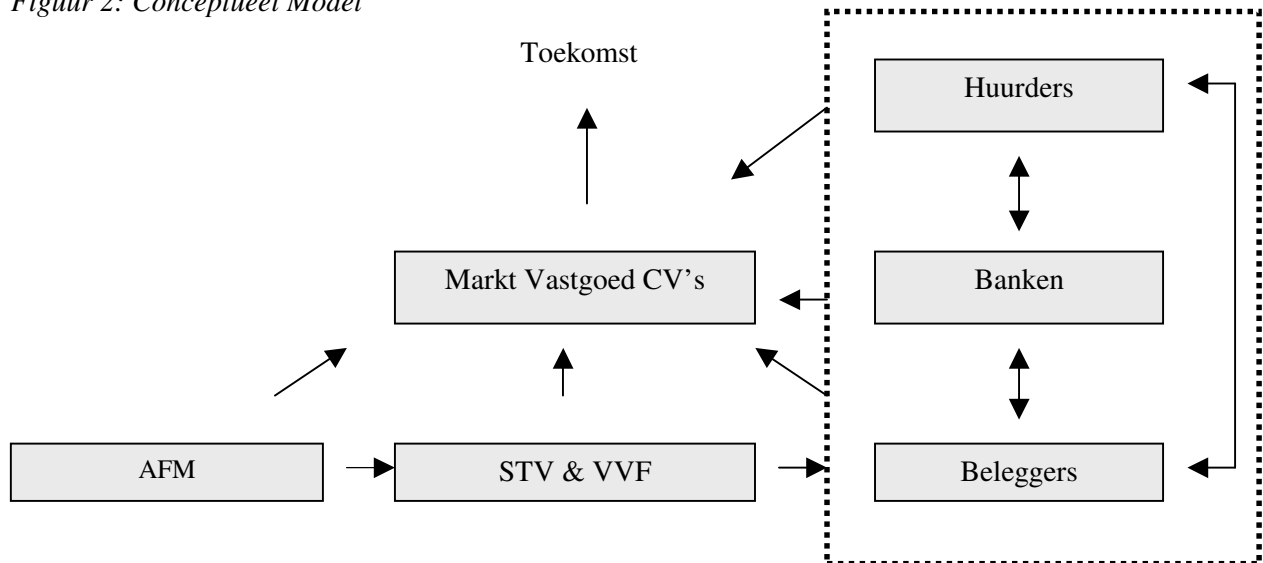 Figuur 2: Conceptueel Model
Toekomst
Huurders
Markt Vastgoed CV’s
Banken
AFM
STV & VVF
Beleggers